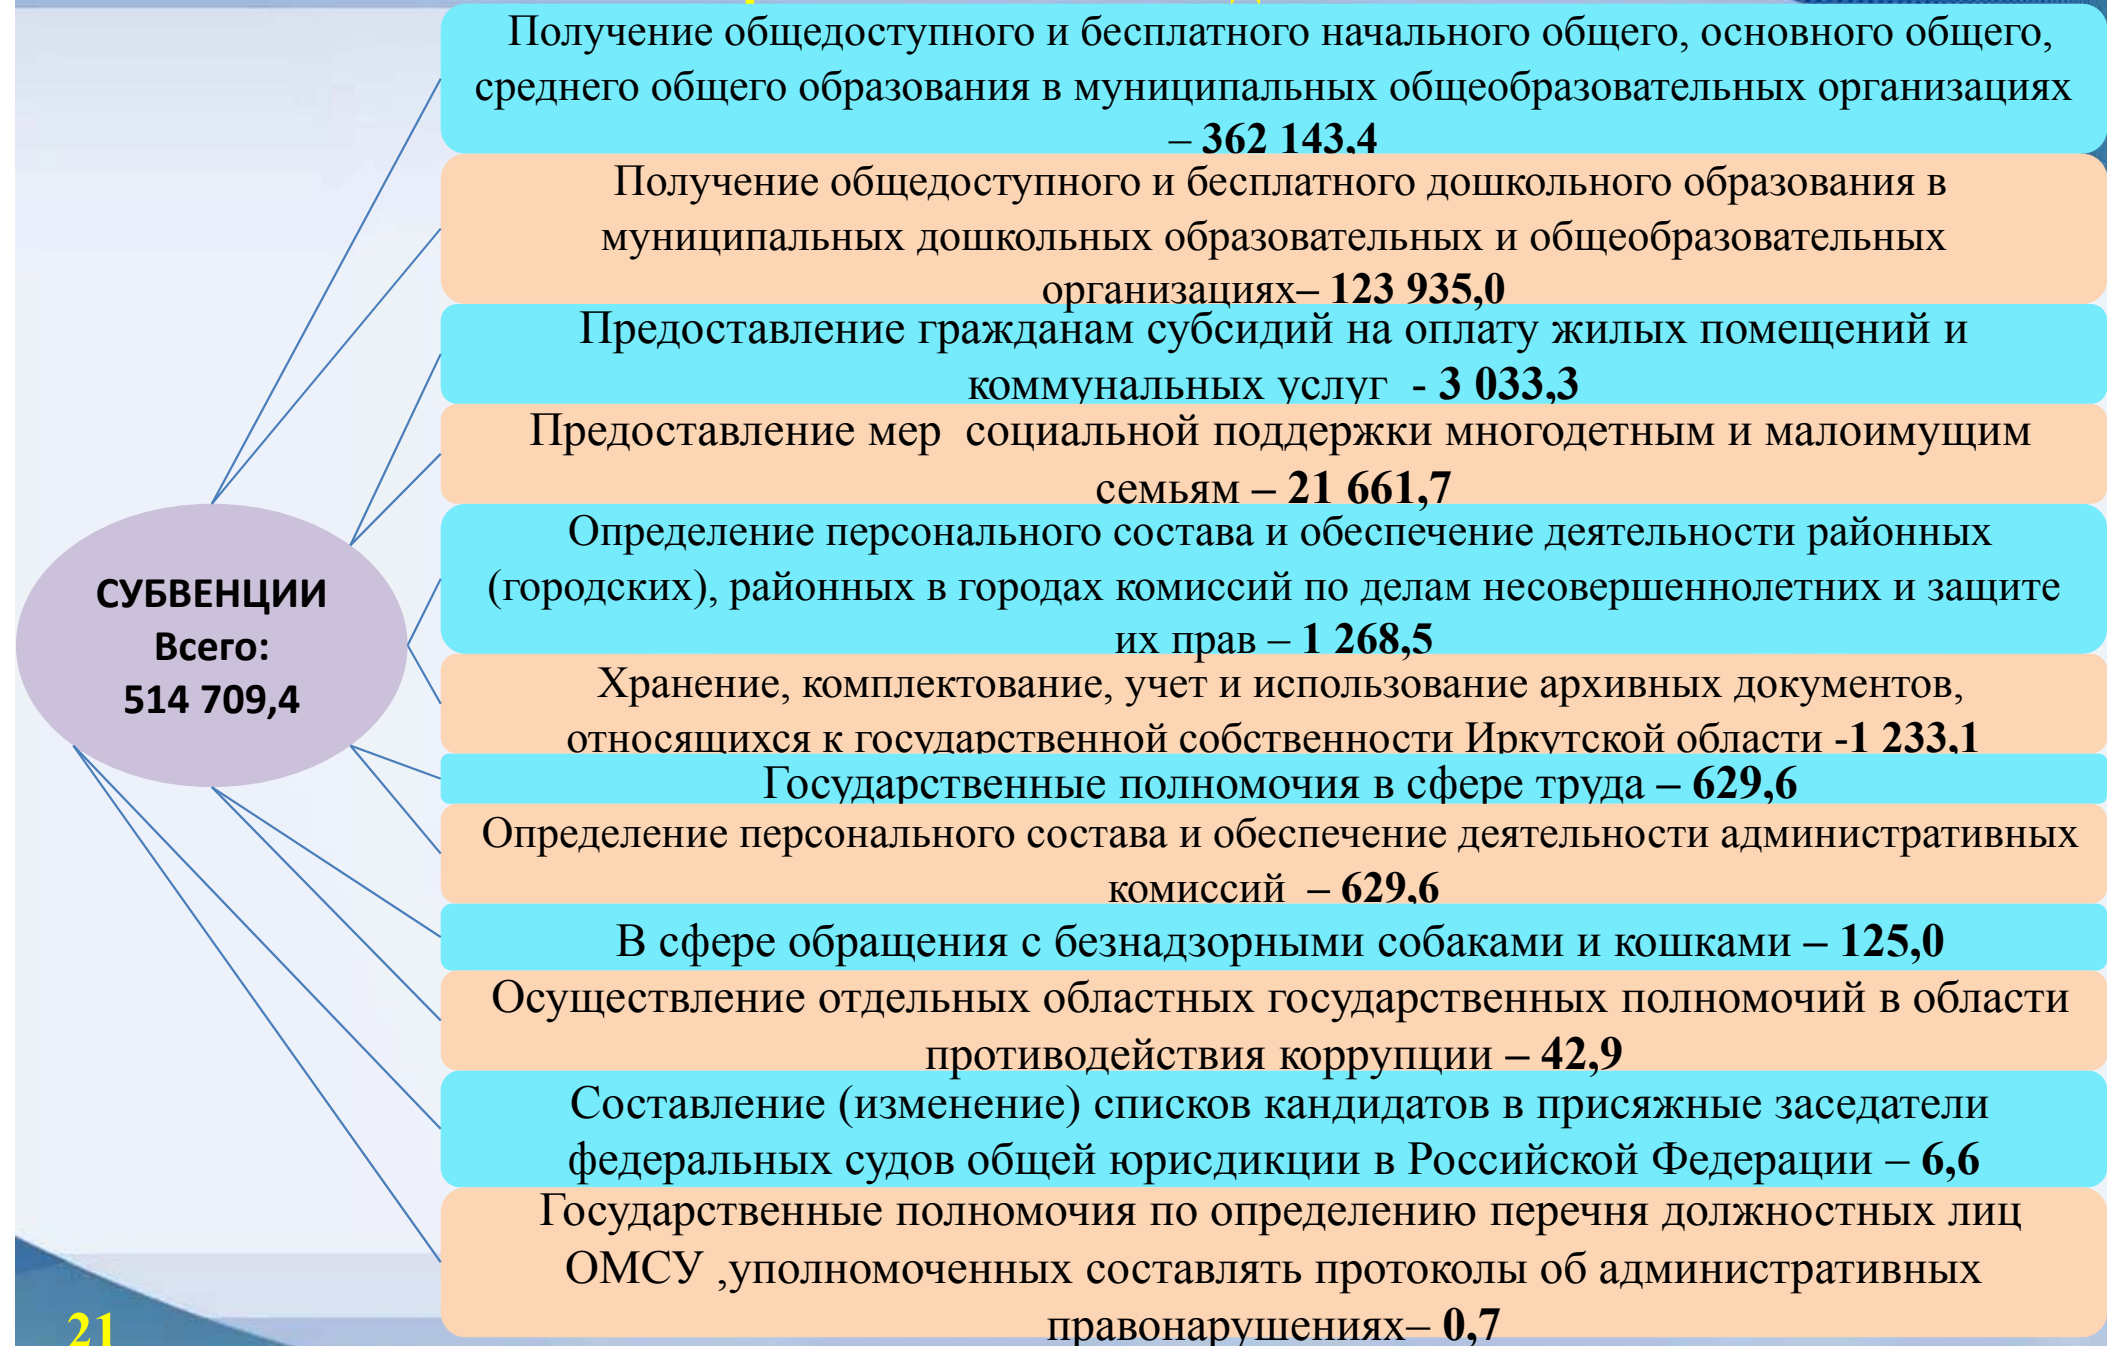 Получение общедоступного и бесплатного начального общего, основного общего,
среднего общего образования в муниципальных общеобразовательных организациях
– 362 143,4
Получение общедоступного и бесплатного дошкольного образования в
муниципальных дошкольных образовательных и общеобразовательных
организациях– 123 935,0
Предоставление гражданам субсидий на оплату жилых помещений и
коммунальных услуг - 3 033,3
Предоставление мер социальной поддержки многодетным и малоимущим
семьям – 21 661,7
Определение персонального состава и обеспечение деятельности районных
(городских), районных в городах комиссий по делам несовершеннолетних и защите
их прав – 1 268,5
Хранение, комплектование, учет и использование архивных документов,
относящихся к государственной собственности Иркутской области -1 233,1
Государственные полномочия в сфере труда – 629,6
Определение персонального состава и обеспечение деятельности административных
комиссий – 629,6
В сфере обращения с безнадзорными собаками и кошками – 125,0
Осуществление отдельных областных государственных полномочий в области
противодействия коррупции – 42,9
Составление (изменение) списков кандидатов в присяжные заседатели
федеральных судов общей юрисдикции в Российской Федерации – 6,6
Государственные полномочия по определению перечня должностных лиц
ОМСУ ,уполномоченных составлять протоколы об административных
правонарушениях– 0,7
СУБВЕНЦИИ
Всего:
514 709,4
21